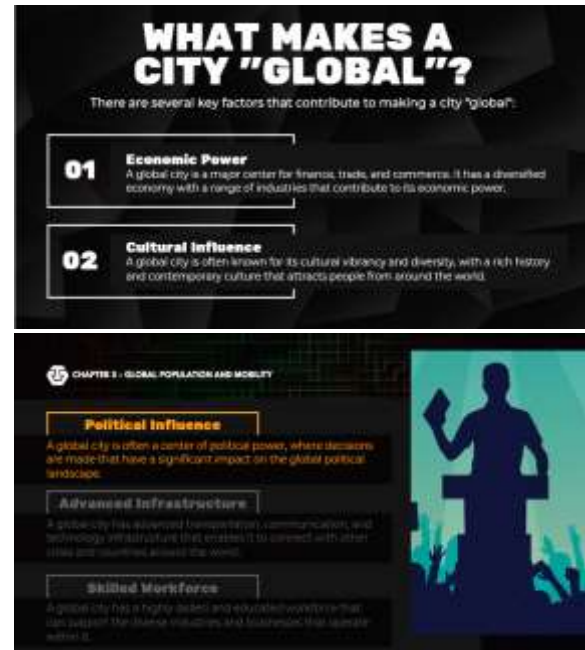 WHAT MAKES A
CITY "GLOBAL"?
There are several key factors that contribute to making a city "global":
01
Economic Power
A global city is a major center for finance, trade, and commerce. It has a diversified
economy with a range of industries that contribute to its economic power.
02
Cultural Influence
A global city is often known for its cultural vibrancy and diversity, with a rich history
and contemporary culture that attracts people from around the world.
CHAPTER 3 : GLOBAL POPULATION AND MOBILITY
Political Influence
A global city is often a center of political power, where decisions
are made that have a significant impact on the global political
landscape.
Advanced Infrastructure
A global city has advanced transportation, communication, and
technology infrastructure that enables it to connect with other
cities and countries around the world.
Skilled Workforce
A global city has a highly skilled and educated workforce that
can support the diverse industries and businesses that operate
within it.